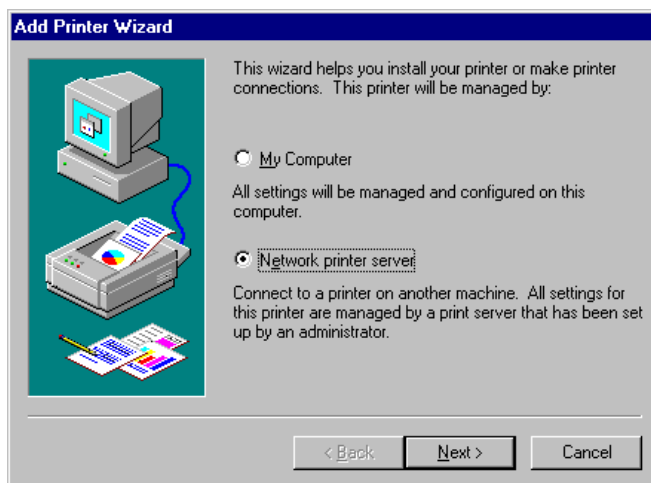 Add Printer Wizard
This wizard helps you install your printer or make printer
connections.  This printer will be managed by:
My Computer
All settings will be managed and configured on this
computer.
Network printer server
Connect to a printer on another machine.  All settings for
this printer are managed by a print server that has been set
up by an administrator.
< Back
Next >
Cancel